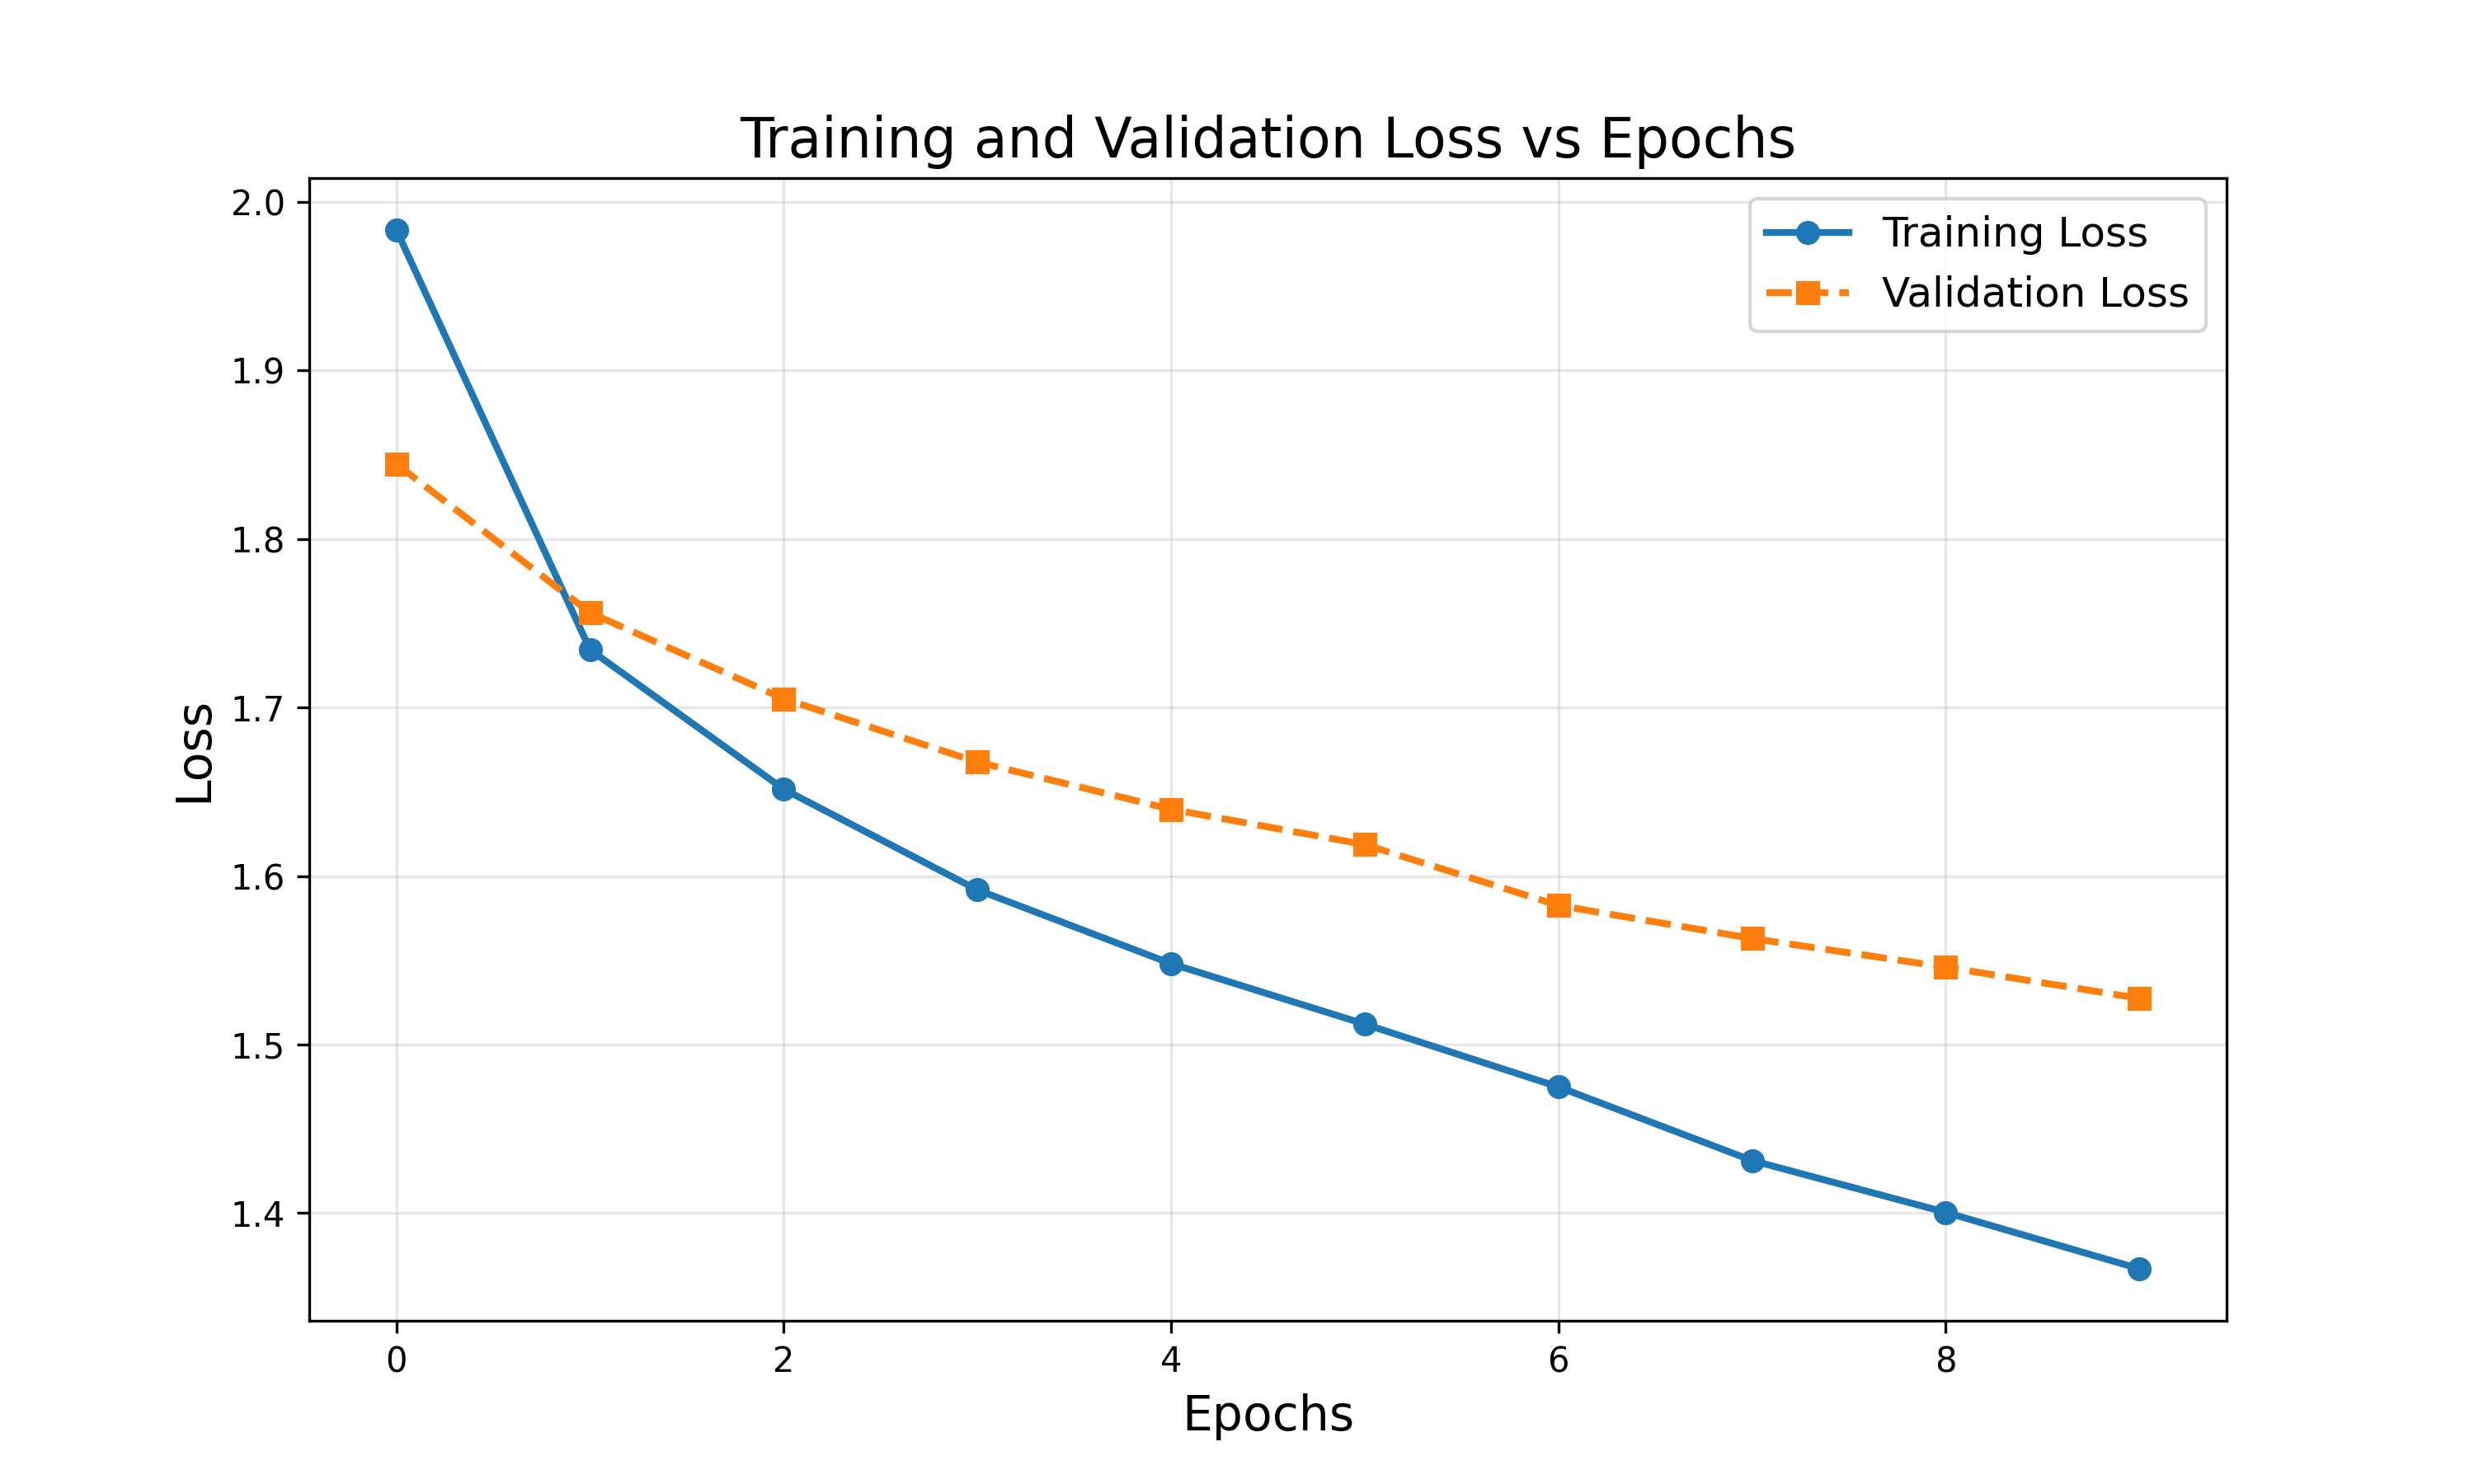 Training and Validation Loss vs Epochs
Training Loss
Validation Loss
Loss
2.0
1.9
1.8
1.7
1.6
1.5
1.4
0 2 4 6 8
Epochs